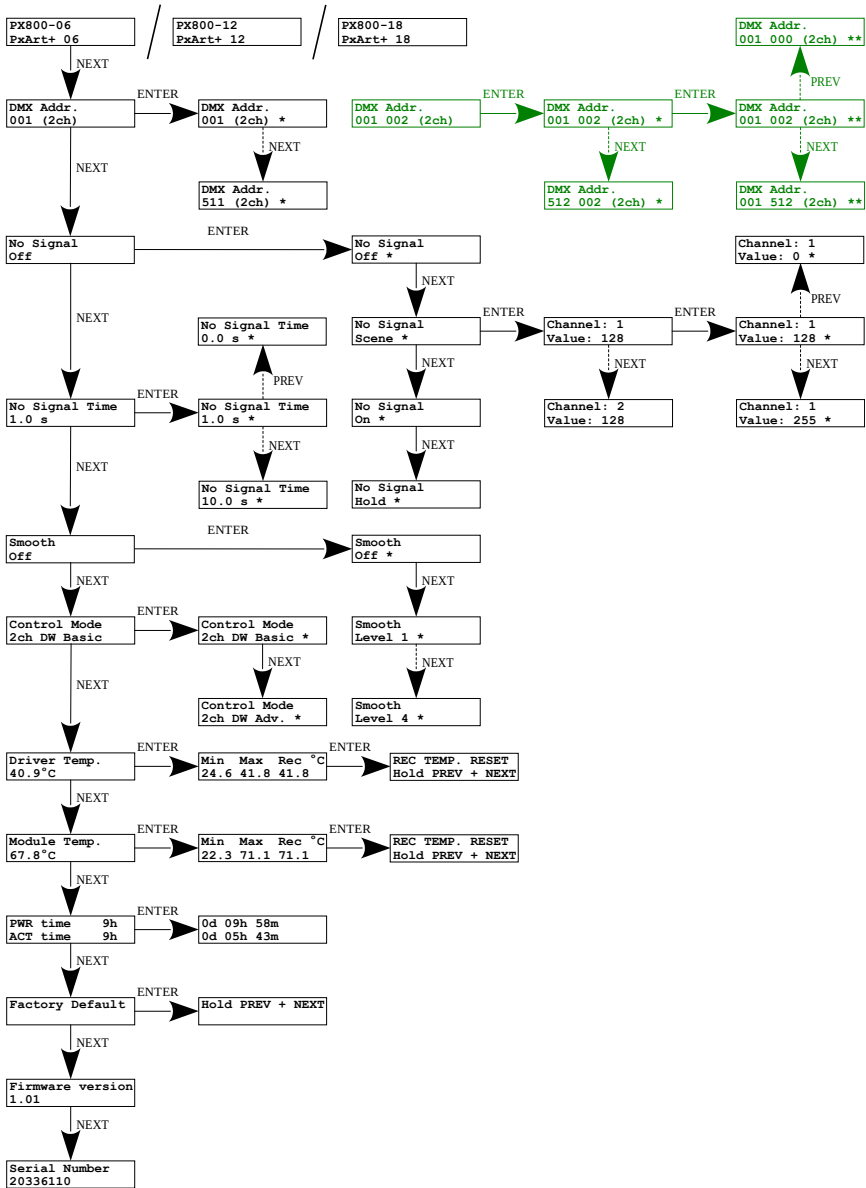 PX800-06
PxArt+ 06
/
PX800-12
PxArt+ 12
/
PX800-18
PxArt+ 18
DMX Addr.
001 000 (2ch) **
NEXT
PREV
DMX Addr.
001 (2ch)
ENTER
DMX Addr.
001 (2ch) *
DMX Addr.
001 002 (2ch)
ENTER
DMX Addr.
001 002 (2ch) *
ENTER
DMX Addr.
001 002 (2ch) **
NEXT
NEXT
NEXT
NEXT
DMX Addr.
511 (2ch) *
DMX Addr.
512 002 (2ch) *
DMX Addr.
001 512 (2ch) **
No Signal
Off
ENTER
No Signal
Off *
Channel: 1
Value: 0 *
NEXT
PREV
NEXT
No Signal Time
0.0 s *
No Signal
Scene *
ENTER
Channel: 1
Value: 128
ENTER
Channel: 1
Value: 128 *
PREV
NEXT
NEXT
NEXT
No Signal Time
1.0 s
ENTER
No Signal Time
1.0 s *
No Signal
On *
Channel: 2
Value: 128
Channel: 1
Value: 255 *
NEXT
NEXT
NEXT
No Signal Time
10.0 s *
No Signal
Hold *
Smooth
Off
ENTER
Smooth
Off *
NEXT
NEXT
Control Mode
2ch DW Basic
ENTER
Control Mode
2ch DW Basic *
Smooth
Level 1 *
NEXT
NEXT
NEXT
Control Mode
2ch DW Adv. *
Smooth
Level 4 *
Driver Temp.
40.9°C
ENTER
Min Max Rec °C
24.6 41.8 41.8
ENTER
REC TEMP. RESET
Hold PREV + NEXT
NEXT
Module Temp.
67.8°C
ENTER
Min Max Rec °C
22.3 71.1 71.1
ENTER
REC TEMP. RESET
Hold PREV + NEXT
NEXT
PWR time 9h
ACT time 9h
ENTER
0d 09h 58m
0d 05h 43m
NEXT
Factory Default
ENTER
Hold PREV + NEXT
NEXT
Firmware version
1.01
NEXT
Serial Number
20336110